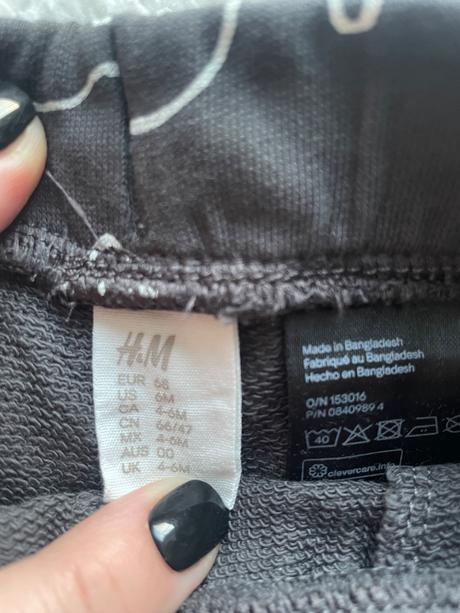 H&M
EUR 68
US 6M
CA 4-6M
CN 66/47
MX 4-6M
AUS 00
UK 4-6M
Made in Bangladesh
Fabriqué au Bangladesh
Hecho en Bangladesh
O/N 153016
P/N 0840989 4
40
clevercare.info